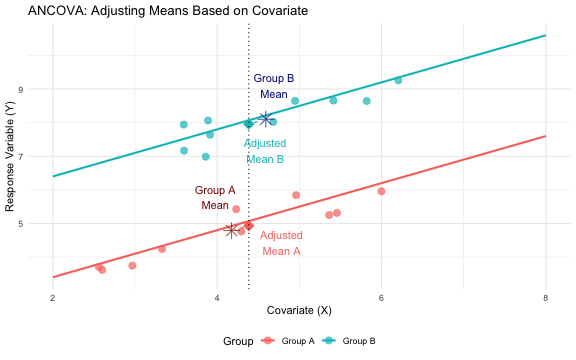 ANCOVA: Adjusting Means Based on Covariate
Response Variable (Y)
9
7
5
Group B
Mean
Adjusted
Mean B
Group A
Mean
Adjusted
Mean A
2
4
6
8
Covariate (X)
Group
Group A
Group B